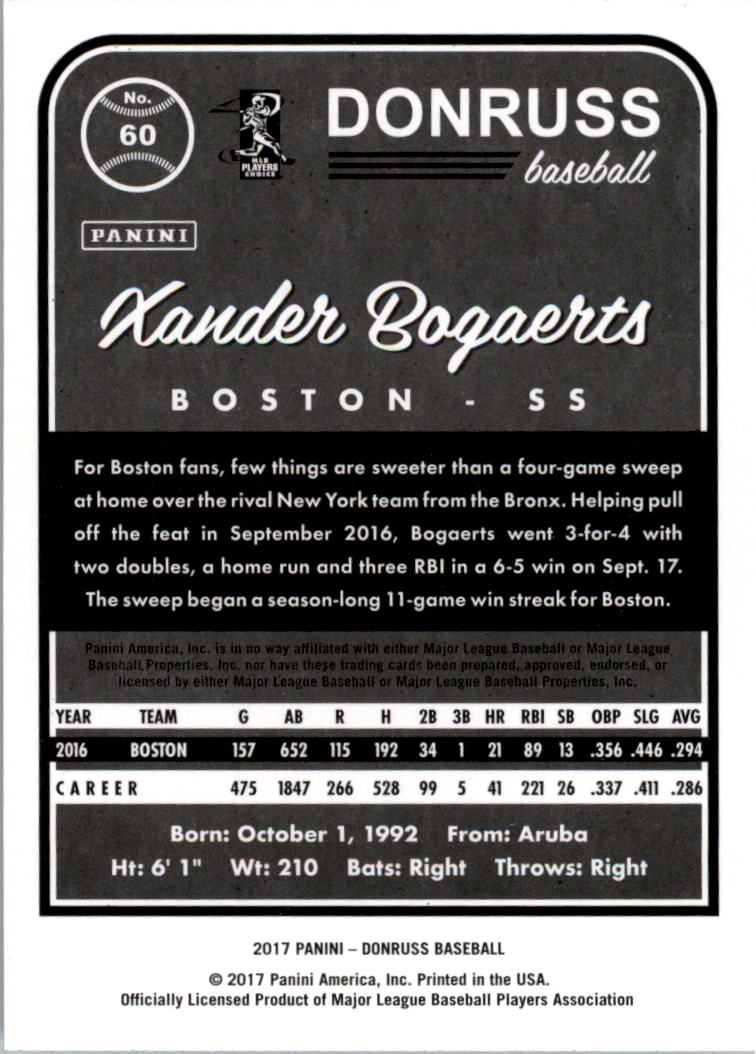 No.
60
MLB
PLAYERS
CHOICE
DONRUSS
baseball
PANINI
Xander Bogaerts
BOSTON - SS
For Boston fans, few things are sweeter than a four-game sweep
at home over the rival New York team from the Bronx. Helping pull
off the feat in September 2016, Bogaerts went 3-for-4 with
two doubles, a home run and three RBI in a 6-5 win on Sept. 17.
The sweep began a season-long 11-game win streak for Boston.
Panini America, Inc. is in no way affiliated with either Major League Baseball or Major League
Baseball Properties, Inc. nor have these trading cards been prepared, approved, endorsed, or
licensed by either Major League Baseball or Major League Baseball Properties, Inc.
YEAR TEAM G AB R H 2B 3B HR RBI SB OBP SLG AVG
2016 BOSTON 157 652 115 192 34 1 21 89 13 .356 .446 .294
CAREER 475 1847 266 528 99 5 41 221 26 .337 .411 .286
Born: October 1, 1992 From: Aruba
Ht: 6' 1" Wt: 210 Bats: Right Throws: Right
2017 PANINI – DONRUSS BASEBALL
© 2017 Panini America, Inc. Printed in the USA.
Officially Licensed Product of Major League Baseball Players Association